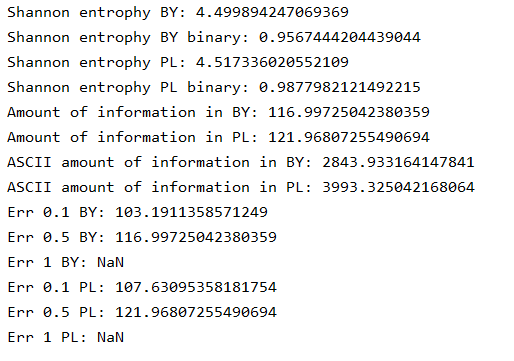 Shannon entrophy BY: 4.499894247069369
Shannon entrophy BY binary: 0.9567444204439044
Shannon entrophy PL: 4.517336020552109
Shannon entrophy PL binary: 0.9877982121492215
Amount of information in BY: 116.99725042380359
Amount of information in PL: 121.96807255490694
ASCII amount of information in BY: 2843.933164147841
ASCII amount of information in PL: 3993.325042168064
Err 0.1 BY: 103.1911358571249
Err 0.5 BY: 116.99725042380359
Err 1 BY: NaN
Err 0.1 PL: 107.63095358181754
Err 0.5 PL: 121.96807255490694
Err 1 PL: NaN